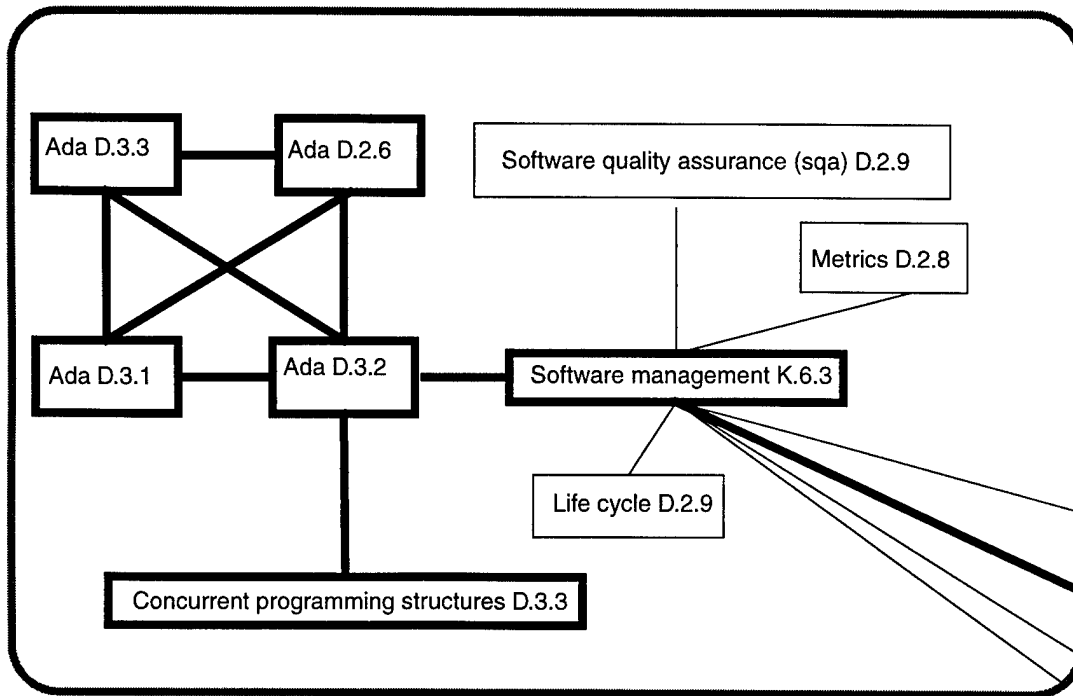 Ada D.3.3
Ada D.2.6
Software quality assurance (sqa) D.2.9
Metrics D.2.8
Ada D.3.1
Ada D.3.2
Software management K.6.3
Life cycle D.2.9
Concurrent programming structures D.3.3